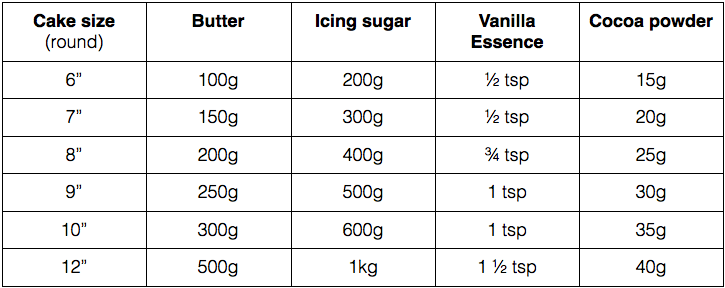 Cake size (round) Butter Icing sugar Vanilla Essence Cocoa powder
6” 100g 200g ½ tsp 15g
7” 150g 300g ½ tsp 20g
8” 200g 400g ¾ tsp 25g
9” 250g 500g 1 tsp 30g
10” 300g 600g 1 tsp 35g
12” 500g 1kg 1 ½ tsp 40g